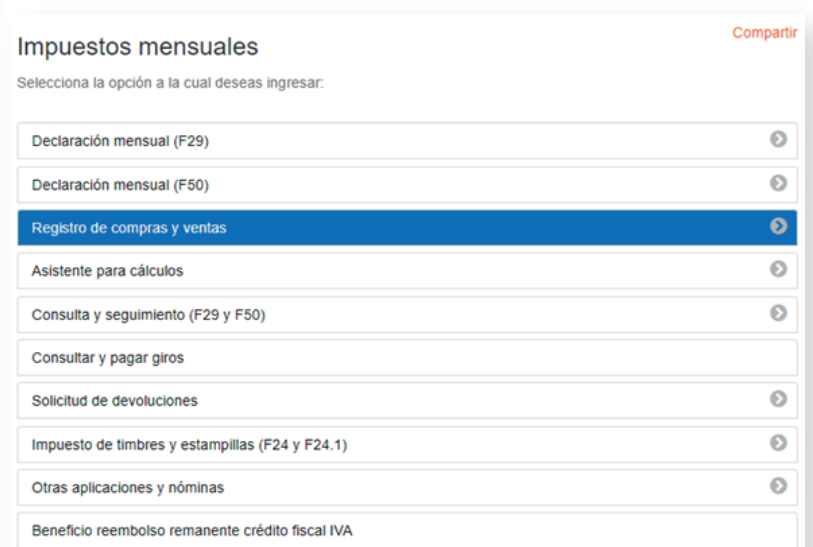 Compartir
Impuestos mensuales
Selecciona la opción a la cual deseas ingresar:
Declaración mensual (F29)
Declaración mensual (F50)
Registro de compras y ventas
Asistente para cálculos
Consulta y seguimiento (F29 y F50)
Consultar y pagar giros
Solicitud de devoluciones
Impuesto de timbres y estampillas (F24 y F24.1)
Otras aplicaciones y nóminas
Beneficio reembolso remanente crédito fiscal IVA